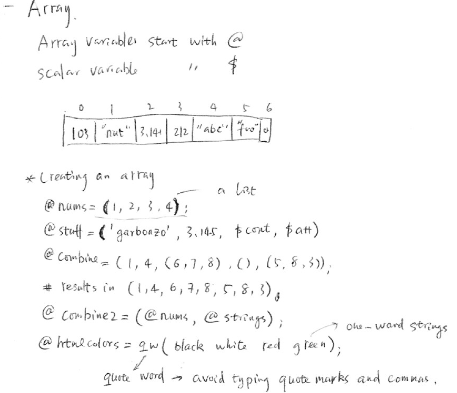 - Array.
Array variables start with @
scalar variable " $
0 1 2 3 4 5 6
103 "nut" 3.141 212 "abc" "foo" 0
* Creating an array
a list
@nums = (1, 2, 3, 4);
@stuff = ('garbonzo', 3.145, $cont, $att)
@combine = (1, 4, (6, 7, 8), (), (5, 8, 3));
# results in (1, 4, 6, 7, 8, 5, 8, 3).
@combine2 = (@nums, @strings);
one-word strings
@htmlcolors = qw(black white red green);
quote word → avoid typing quote marks and commas.